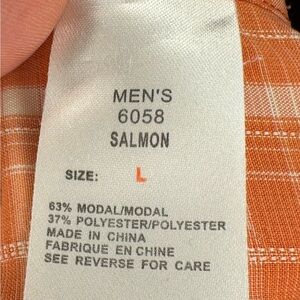 MEN'S
6058
SALMON
SIZE: L
63% MODAL/MODAL
37% POLYESTER/POLYESTER
MADE IN CHINA
FABRIQUE EN CHINE
SEE REVERSE FOR CARE